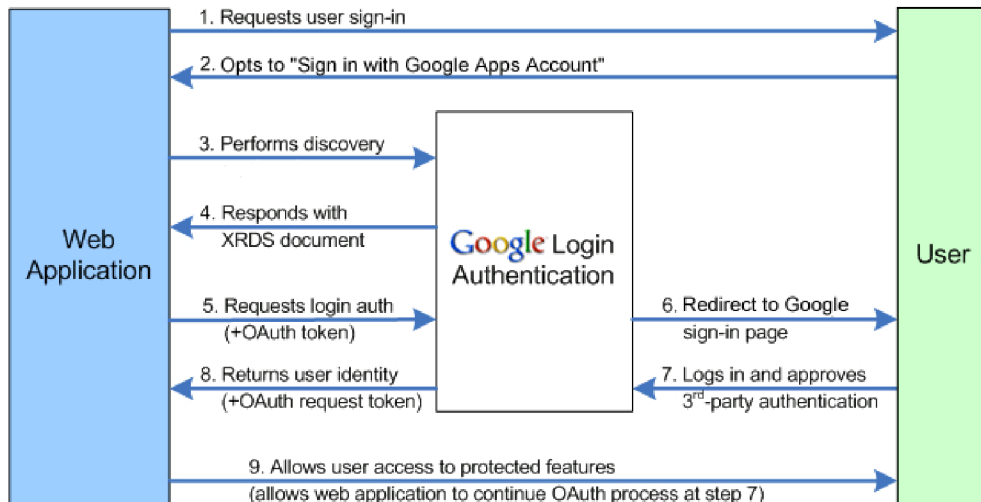 1. Requests user sign-in
2. Opts to "Sign in with Google Apps Account"
3. Performs discovery
4. Responds with
XRDS document
Web
Application
Google Login
Authentication
User
5. Requests login auth
(+OAuth token)
6. Redirect to Google
sign-in page
8. Returns user identity
(+OAuth request token)
7. Logs in and approves
3rd-party authentication
9. Allows user access to protected features
(allows web application to continue OAuth process at step 7)